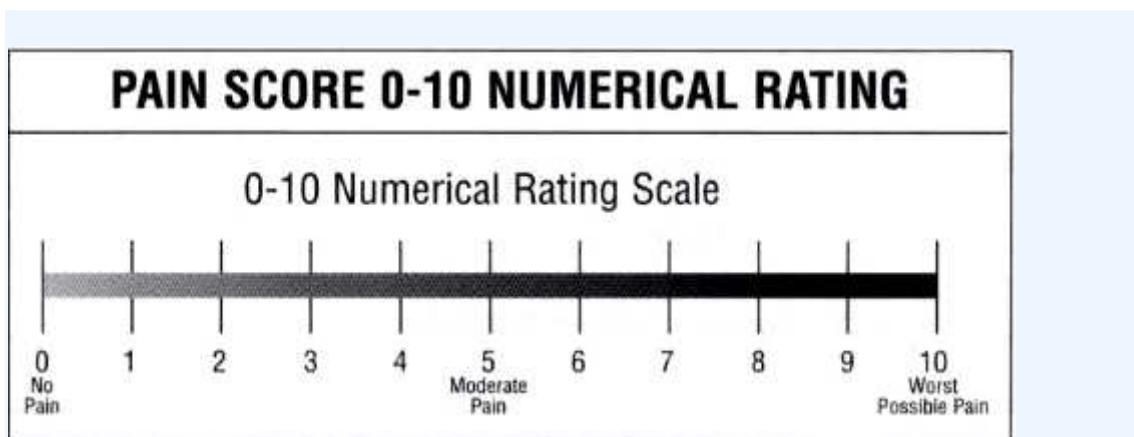 PAIN SCORE 0-10 NUMERICAL RATING
0-10 Numerical Rating Scale
0 1 2 3 4 5 6 7 8 9 10
No Pain
Moderate Pain
Worst Possible Pain